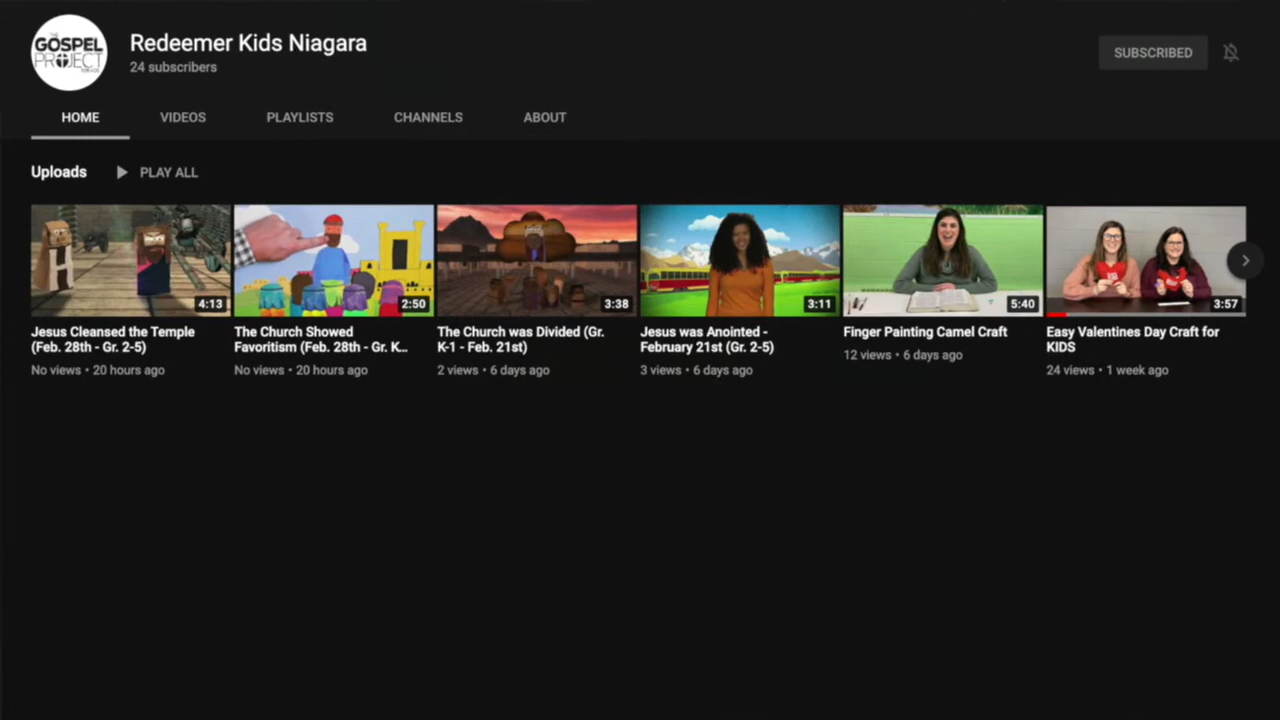 THE
GOSPEL
PROJECT
FOR KIDS
Redeemer Kids Niagara
24 subscribers
SUBSCRIBED
HOME
VIDEOS
PLAYLISTS
CHANNELS
ABOUT
Uploads
PLAY ALL
4:13
2:50
3:38
3:11
5:40
3:57
Jesus Cleansed the Temple
(Feb. 28th - Gr. 2-5)
No views • 20 hours ago
The Church Showed
Favoritism (Feb. 28th - Gr. K...
No views • 20 hours ago
The Church was Divided (Gr.
K-1 - Feb. 21st)
2 views • 6 days ago
Jesus was Anointed -
February 21st (Gr. 2-5)
3 views • 6 days ago
Finger Painting Camel Craft
12 views • 6 days ago
Easy Valentines Day Craft for
KIDS
24 views • 1 week ago